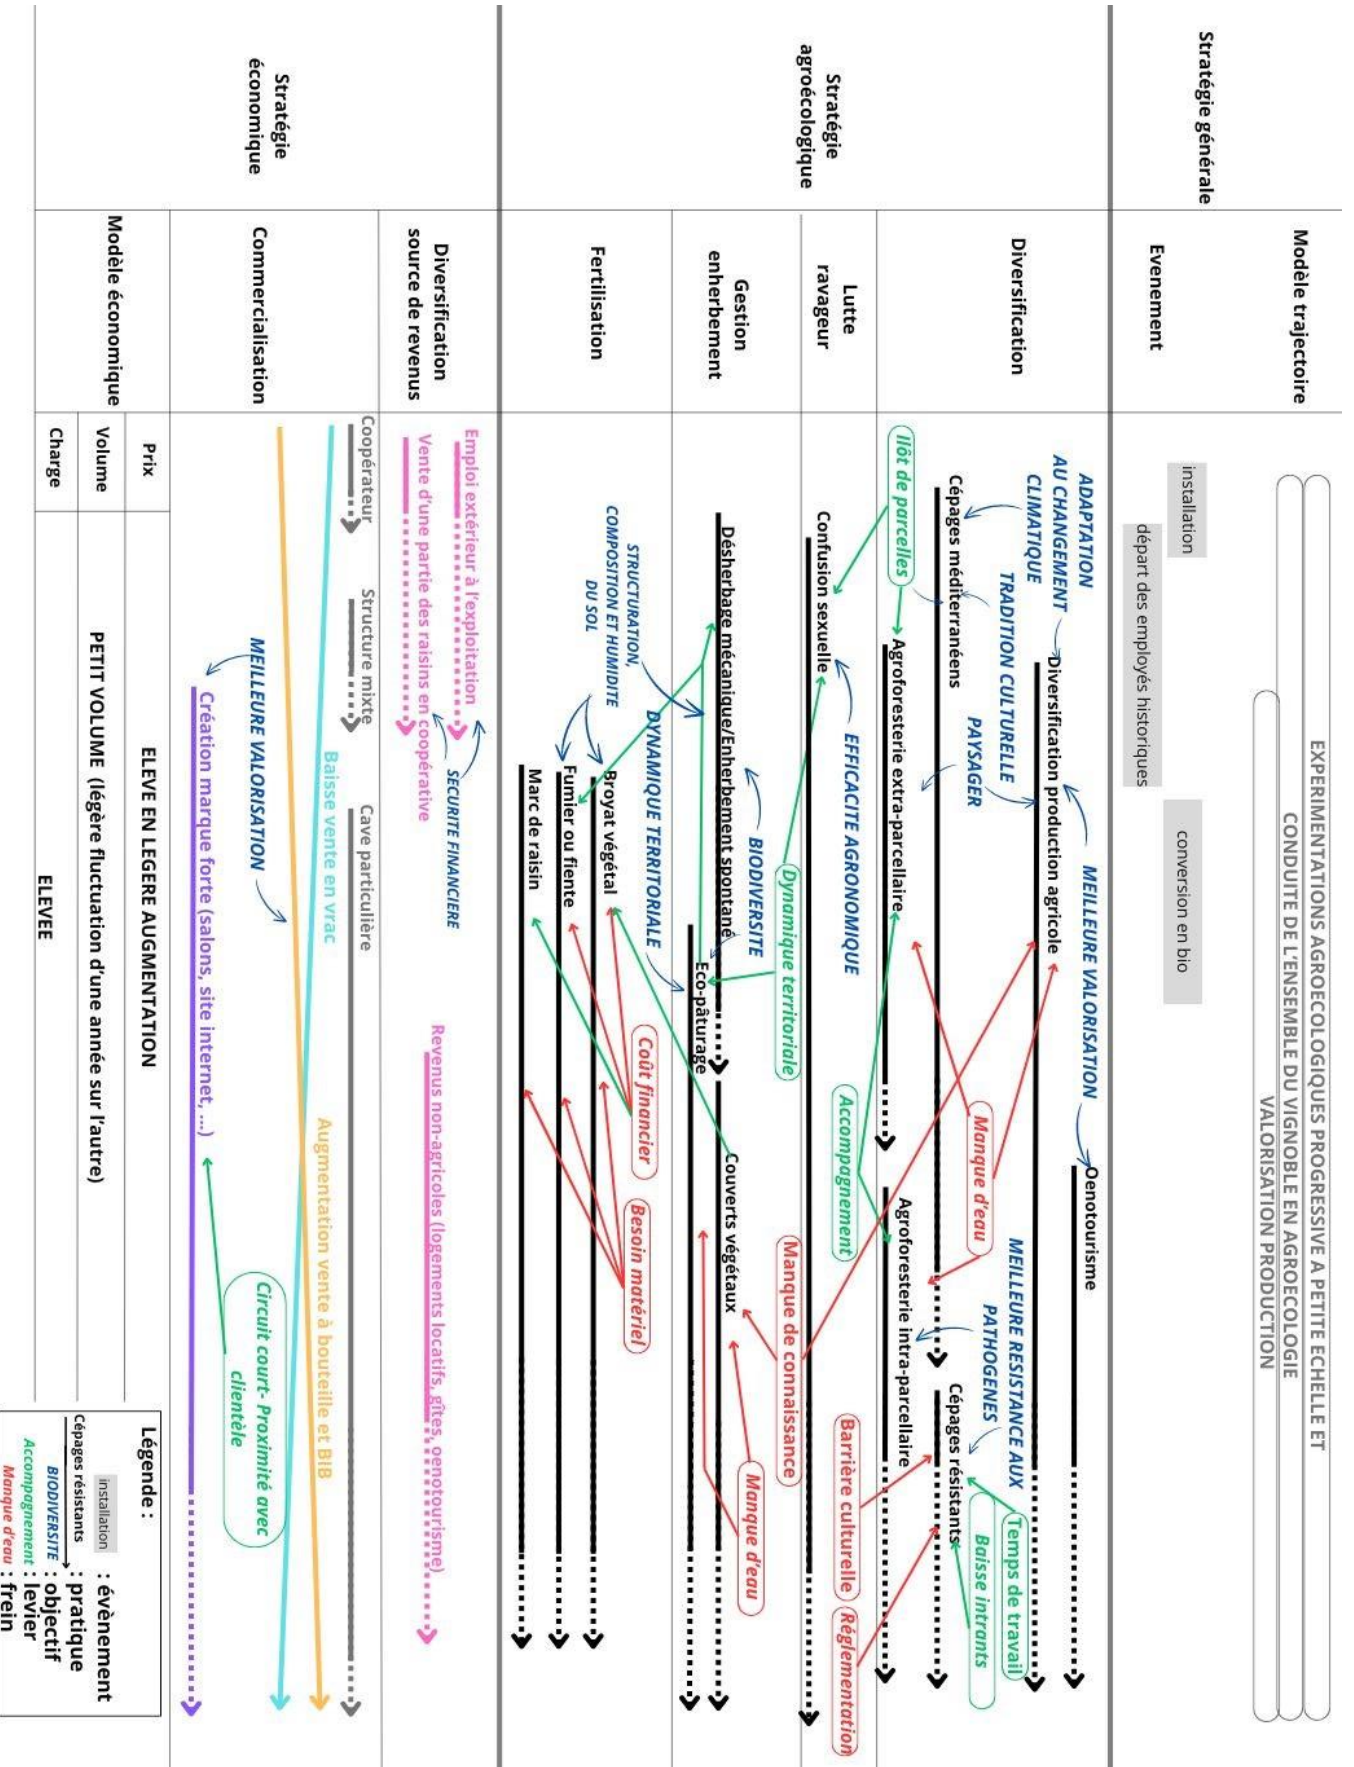 Stratégie générale
Modèle trajectoire
EXPERIMENTATIONS AGROECOLOGIQUES PROGRESSIVE A PETITE ECHELLE ET
CONDUITE DE L'ENSEMBLE DU VIGNOBLE EN AGROECOLOGIE
VALORISATION PRODUCTION
Evenement
installation
départ des employés historiques
conversion en bio
Stratégie
agroécologique
Diversification
ADAPTATION
AU CHANGEMENT
CLIMATIQUE
MEILLEURE VALORISATION
Oenotourisme
Diversification production agricole
TRADITION CULTURELLE
PAYSAGER
Manque d'eau
MEILLEURE RESISTANCE AUX
PATHOGENES
Temps de travail
Baisse intrants
Cépages méditerranéens
Cépages résistants
Ilôt de parcelles
Agroforesterie extra-parcellaire
Agroforesterie intra-parcellaire
Lutte
ravageur
EFFICACITE AGRONOMIQUE
Accompagnement
Barrière culturelle
Réglementation
Confusion sexuelle
Dynamique territoriale
Manque de connaissance
Gestion
enherbement
BIODIVERSITE
Manque d'eau
Désherbage mécanique/Enherbement spontané
Couverts végétaux
Eco-pâturage
Fertilisation
STRUCTURATION,
COMPOSITION ET HUMIDITE
DU SOL
DYNAMIQUE TERRITORIALE
Coût financier
Besoin matériel
Broyat végétal
Fumier ou fiente
Marc de raisin
Stratégie
économique
Diversification
source de revenus
Emploi extérieur à l'exploitation
SECURITE FINANCIERE
Vente d'une partie des raisins en coopérative
Revenus non-agricoles (logements locatifs, gîtes, oenotourisme)
Commercialisation
Coopérateur
Structure mixte
Cave particulière
Baisse vente en vrac
Augmentation vente à bouteille et BIB
MEILLEURE VALORISATION
Circuit court- Proximité avec
clientèle
Création marque forte (salons, site internet, ...)
Modèle économique
Prix
ELEVE EN LEGERE AUGMENTATION
Volume
PETIT VOLUME (légère fluctuation d'une année sur l'autre)
Charge
ELEVEE
Légende :
installation : évènement
Cépages résistants : pratique
BIODIVERSITE : objectif
Accompagnement : levier
Manque d'eau : frein